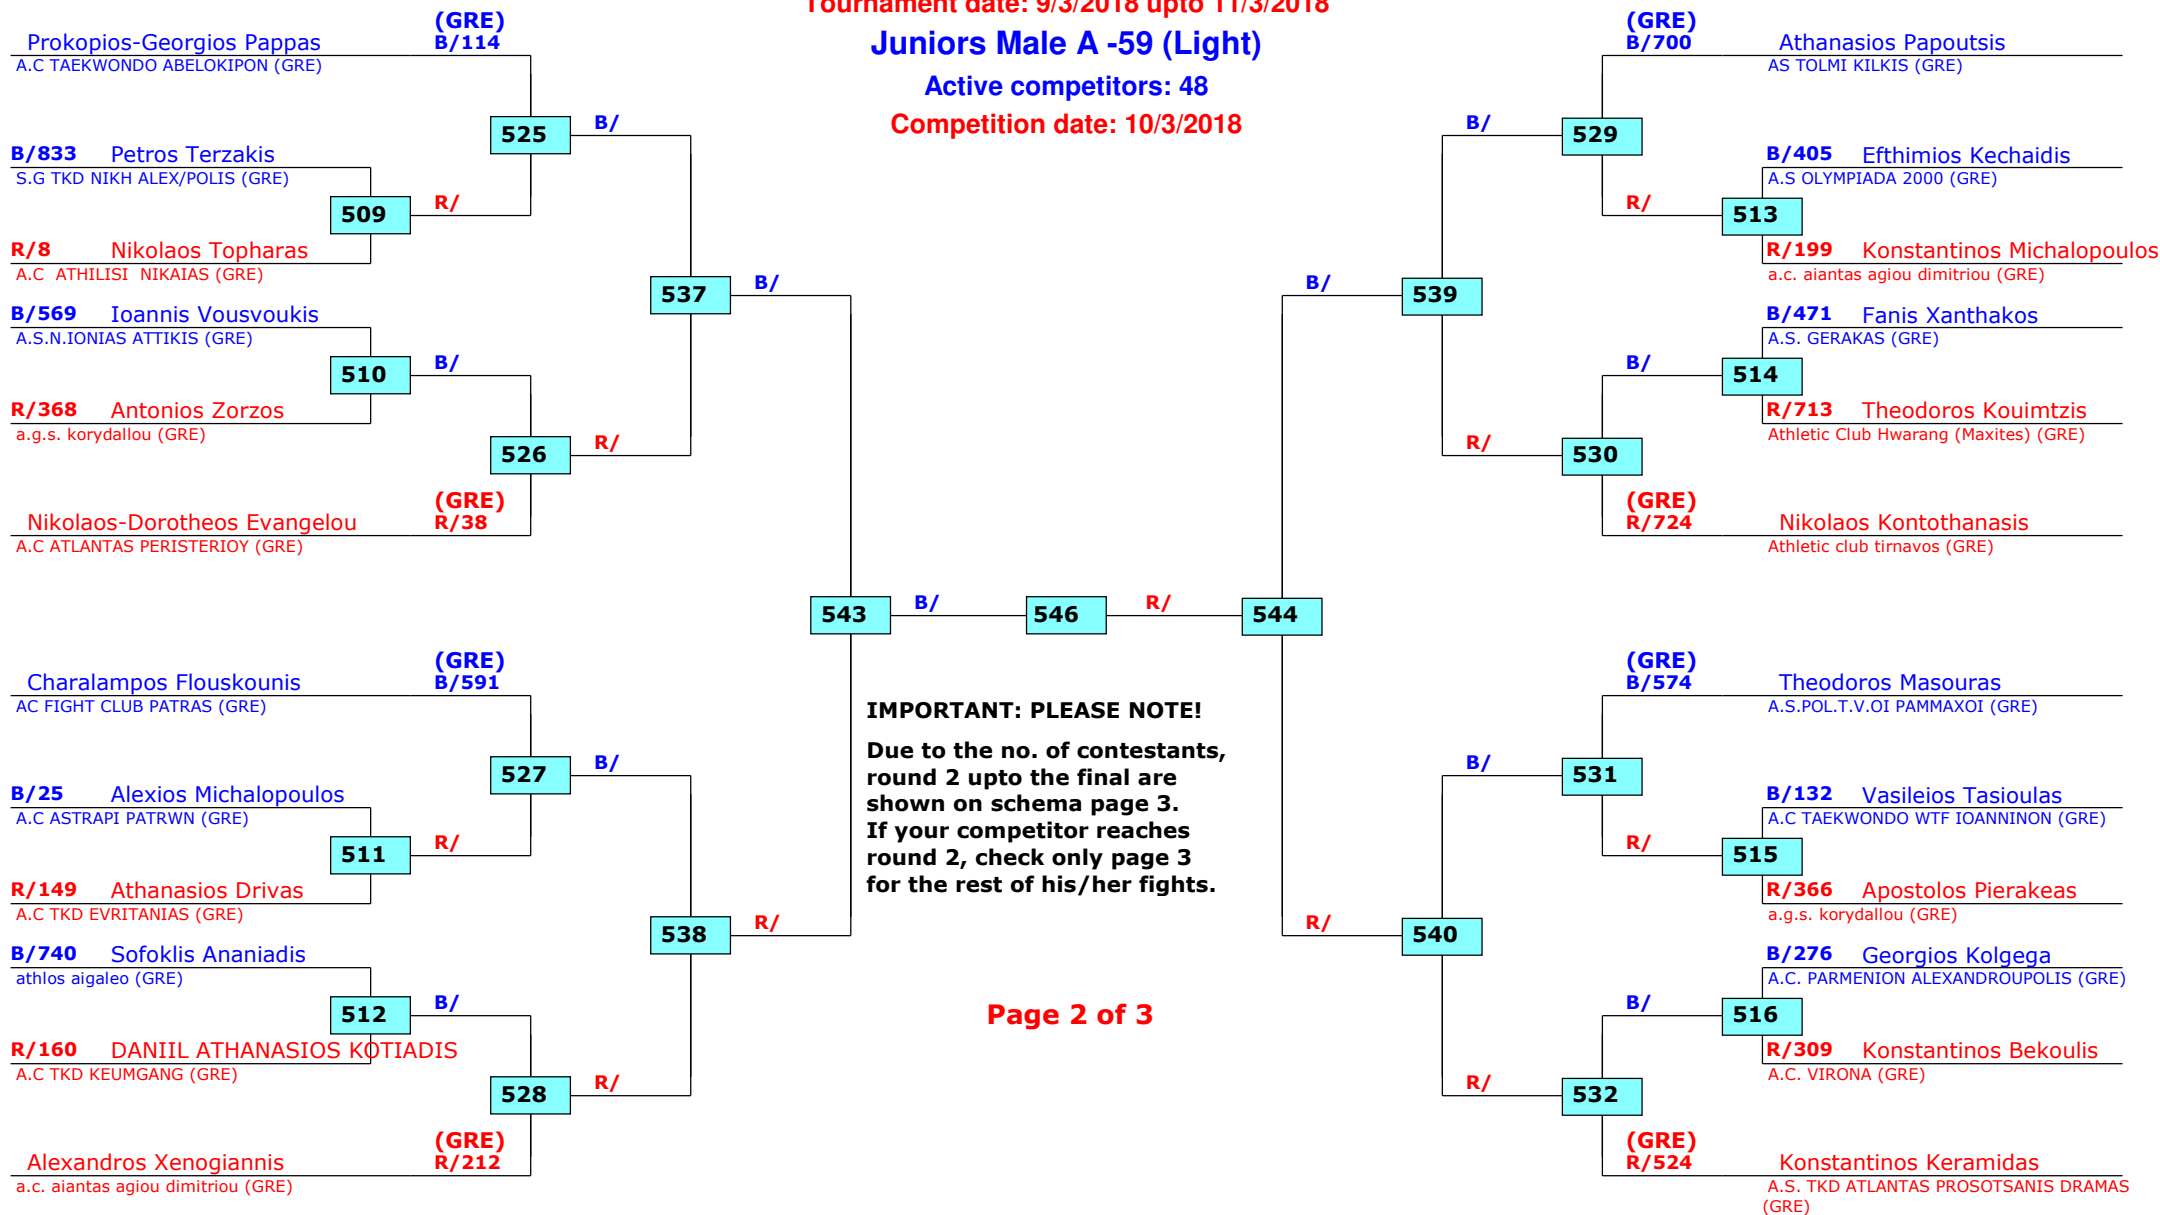 Tournament date: 9/3/2018 upto 11/3/2018
Juniors Male A -59 (Light)
Active competitors: 48
Competition date: 10/3/2018
(GRE)
Prokopios-Georgios Pappas B/114
A.C TAEKWONDO ABELOKIPON (GRE)
525 B/
B/833 Petros Terzakis
S.G TKD NIKH ALEX/POLIS (GRE)
509 R/
R/8 Nikolaos Topharas
A.C ATHILISI NIKAIAS (GRE)
537 B/
B/569 Ioannis Vousvoukis
A.S.N.IONIAS ATTIKIS (GRE)
510 B/
R/368 Antonios Zorzos
a.g.s. korydallou (GRE)
526 R/
(GRE)
Nikolaos-Dorotheos Evangelou R/38
A.C ATLANTAS PERISTERIOY (GRE)
543 B/ 546 R/ 544
(GRE)
Charalampos Flouskounis B/591
AC FIGHT CLUB PATRAS (GRE)
527 B/
B/25 Alexios Michalopoulos
A.C ASTRAPI PATRWN (GRE)
511 R/
R/149 Athanasios Drivas
A.C TKD EVRITANIAS (GRE)
538 R/
B/740 Sofoklis Ananiadis
athlos aigaleo (GRE)
512 B/
R/160 DANIIL ATHANASIOS KOTIADIS
A.C TKD KEUMGANG (GRE)
528 R/
(GRE)
Alexandros Xenogiannis R/212
a.c. aiantas agiou dimitriou (GRE)
IMPORTANT: PLEASE NOTE!
Due to the no. of contestants,
round 2 upto the final are
shown on schema page 3.
If your competitor reaches
round 2, check only page 3
for the rest of his/her fights.
Page 2 of 3
(GRE)
B/700 Athanasios Papoutsis
AS TOLMI KILKIS (GRE)
B/ 529
B/405 Efthimios Kechaidis
A.S OLYMPIADA 2000 (GRE)
R/ 513
R/199 Konstantinos Michalopoulos
a.c. aiantas agiou dimitriou (GRE)
B/ 539
B/471 Fanis Xanthakos
A.S. GERAKAS (GRE)
B/ 514
R/713 Theodoros Kouimtzis
Athletic Club Hwarang (Maxites) (GRE)
R/ 530
(GRE)
R/724 Nikolaos Kontothanasis
Athletic club tirnavos (GRE)
(GRE)
B/574 Theodoros Masouras
A.S.POL.T.V.OI PAMMAXOI (GRE)
B/ 531
B/132 Vasileios Tasioulas
A.C TAEKWONDO WTF IOANNINON (GRE)
R/ 515
R/366 Apostolos Pierakeas
a.g.s. korydallou (GRE)
R/ 540
B/276 Georgios Kolgega
A.C. PARMENION ALEXANDROUPOLIS (GRE)
B/ 516
R/309 Konstantinos Bekoulis
A.C. VIRONA (GRE)
R/ 532
(GRE)
R/524 Konstantinos Keramidas
A.S. TKD ATLANTAS PROSOTSANIS DRAMAS
(GRE)